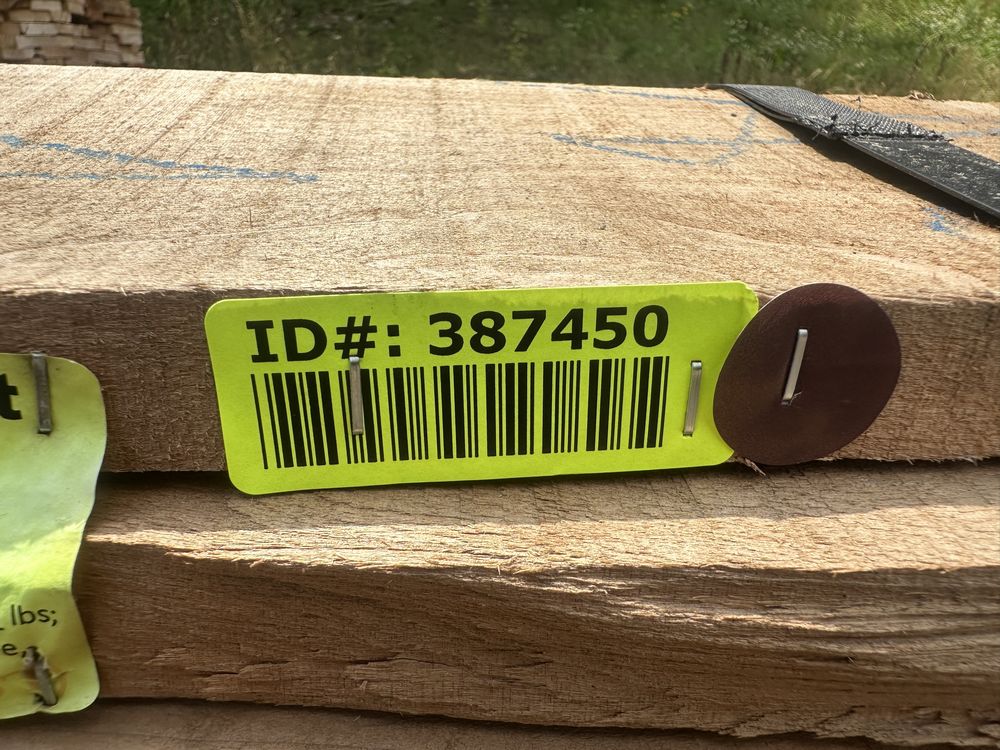 ID#: 387450
t
lbs;
e,